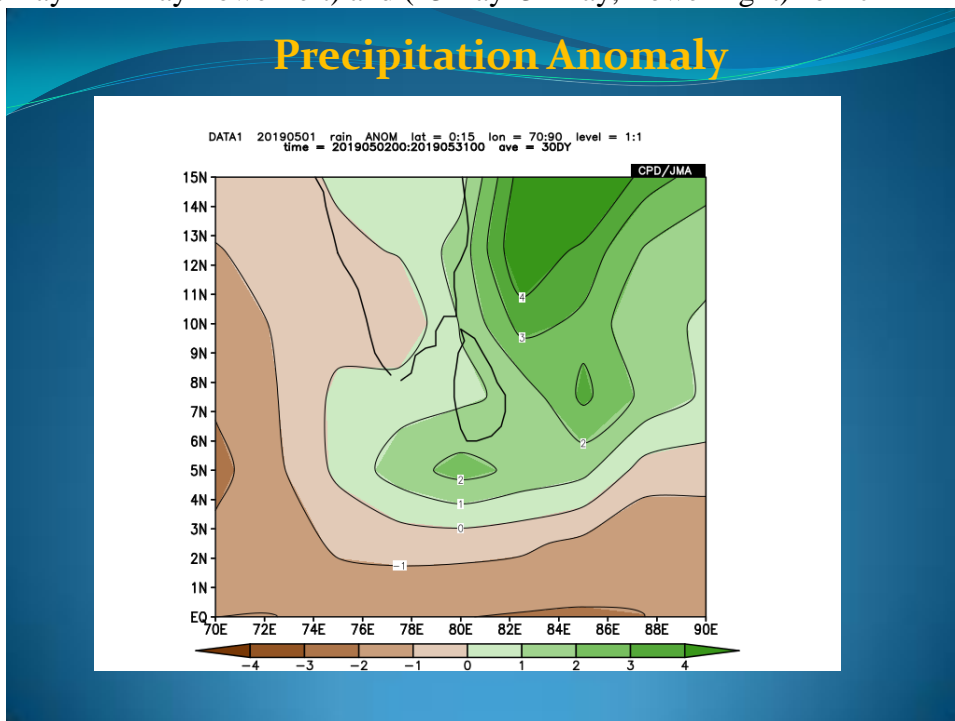 Precipitation Anomaly
DATA1 20190501 rain ANOM lat = 0:15 lon = 70:90 level = 1:1
time = 2019050200:2019053100 ave = 30DY
CPD/JMA
15N
14N
13N
12N
11N
4
10N
3
9N
8N
7N
6N
2
5N
2
4N
1
3N
0
2N
-1
1N
EQ
70E 72E 74E 76E 78E 80E 82E 84E 86E 88E 90E
-4 -3 -2 -1 0 1 2 3 4